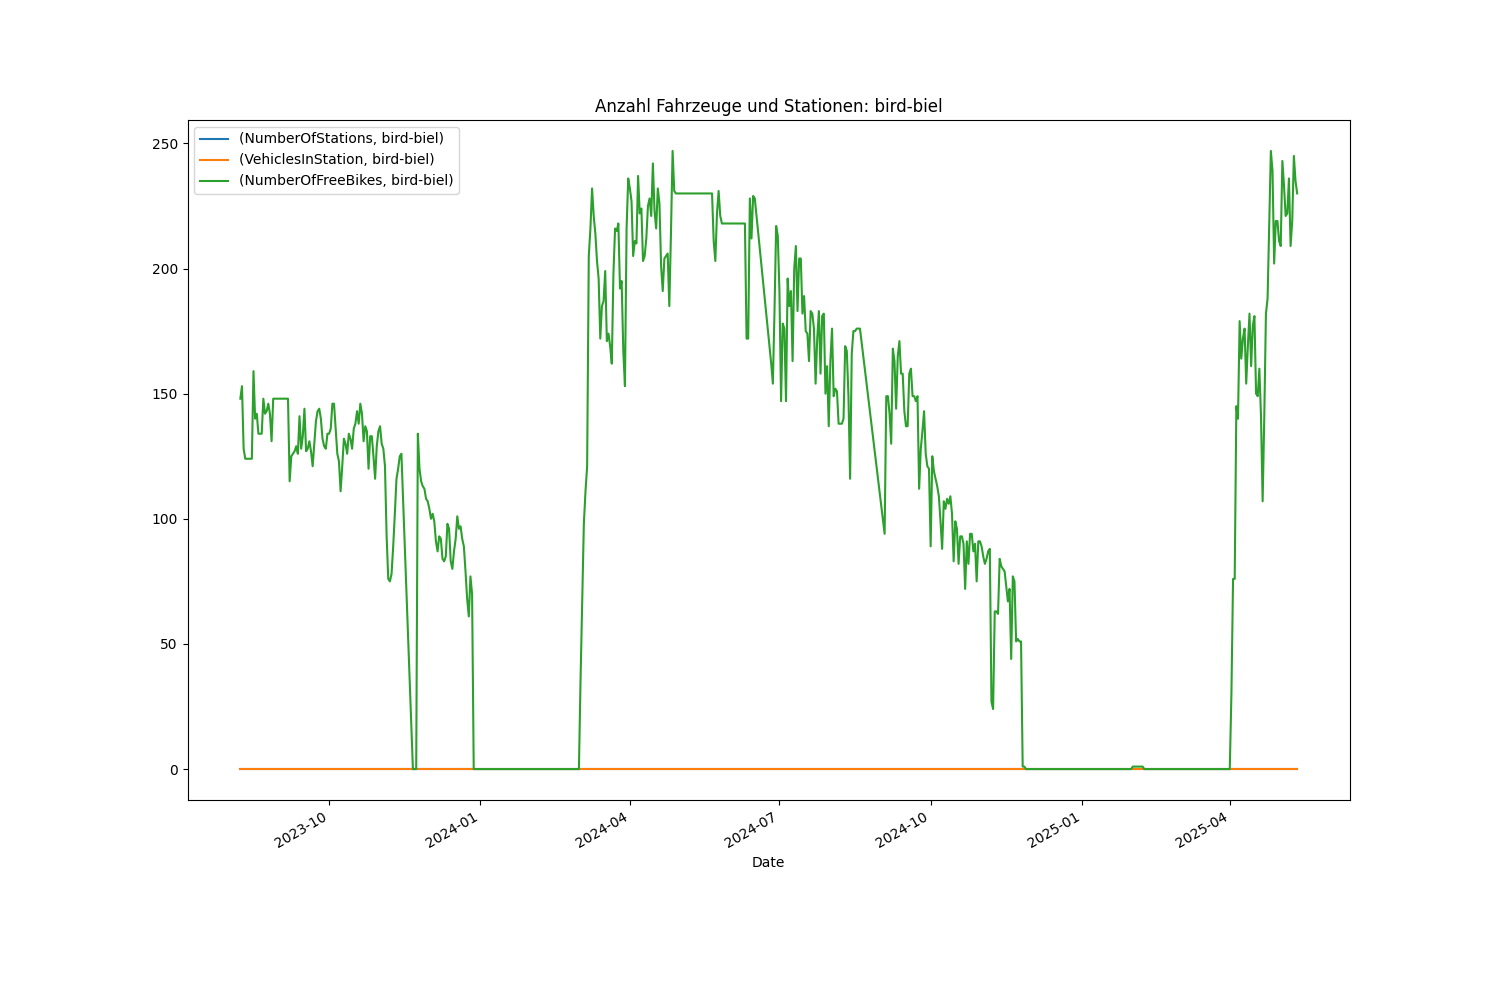 Anzahl Fahrzeuge und Stationen: bird-biel
(NumberOfStations, bird-biel)
(VehiclesInStation, bird-biel)
(NumberOfFreeBikes, bird-biel)
250
200
150
100
50
0
2023-10
2024-01
2024-04
2024-07
2024-10
2025-01
2025-04
Date